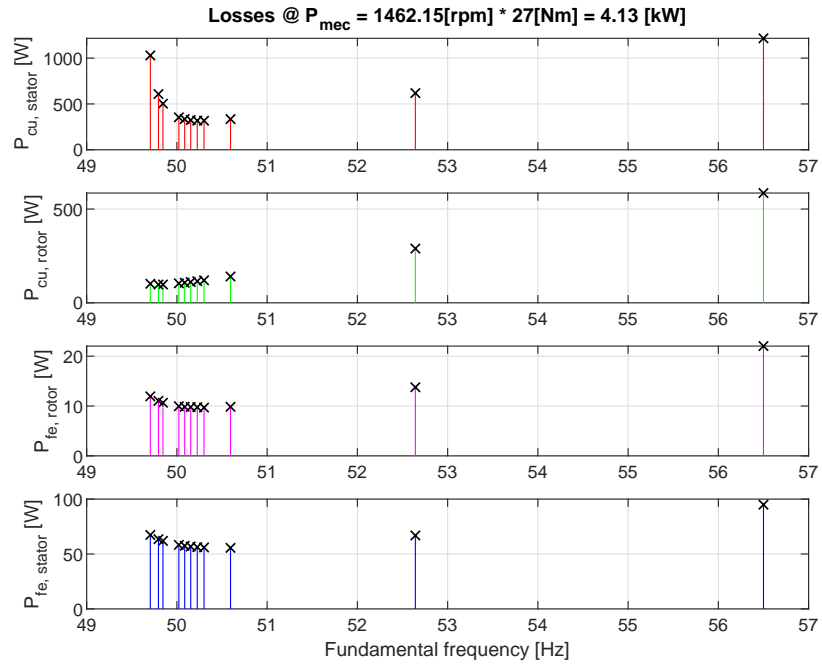 Losses @ P_mec = 1462.15[rpm] * 27[Nm] = 4.13 [kW]
P_cu, stator [W]
1000
500
0
49 50 51 52 53 54 55 56 57
P_cu, rotor [W]
500
0
49 50 51 52 53 54 55 56 57
P_fe, rotor [W]
20
10
0
49 50 51 52 53 54 55 56 57
P_fe, stator [W]
100
50
0
49 50 51 52 53 54 55 56 57
Fundamental frequency [Hz]